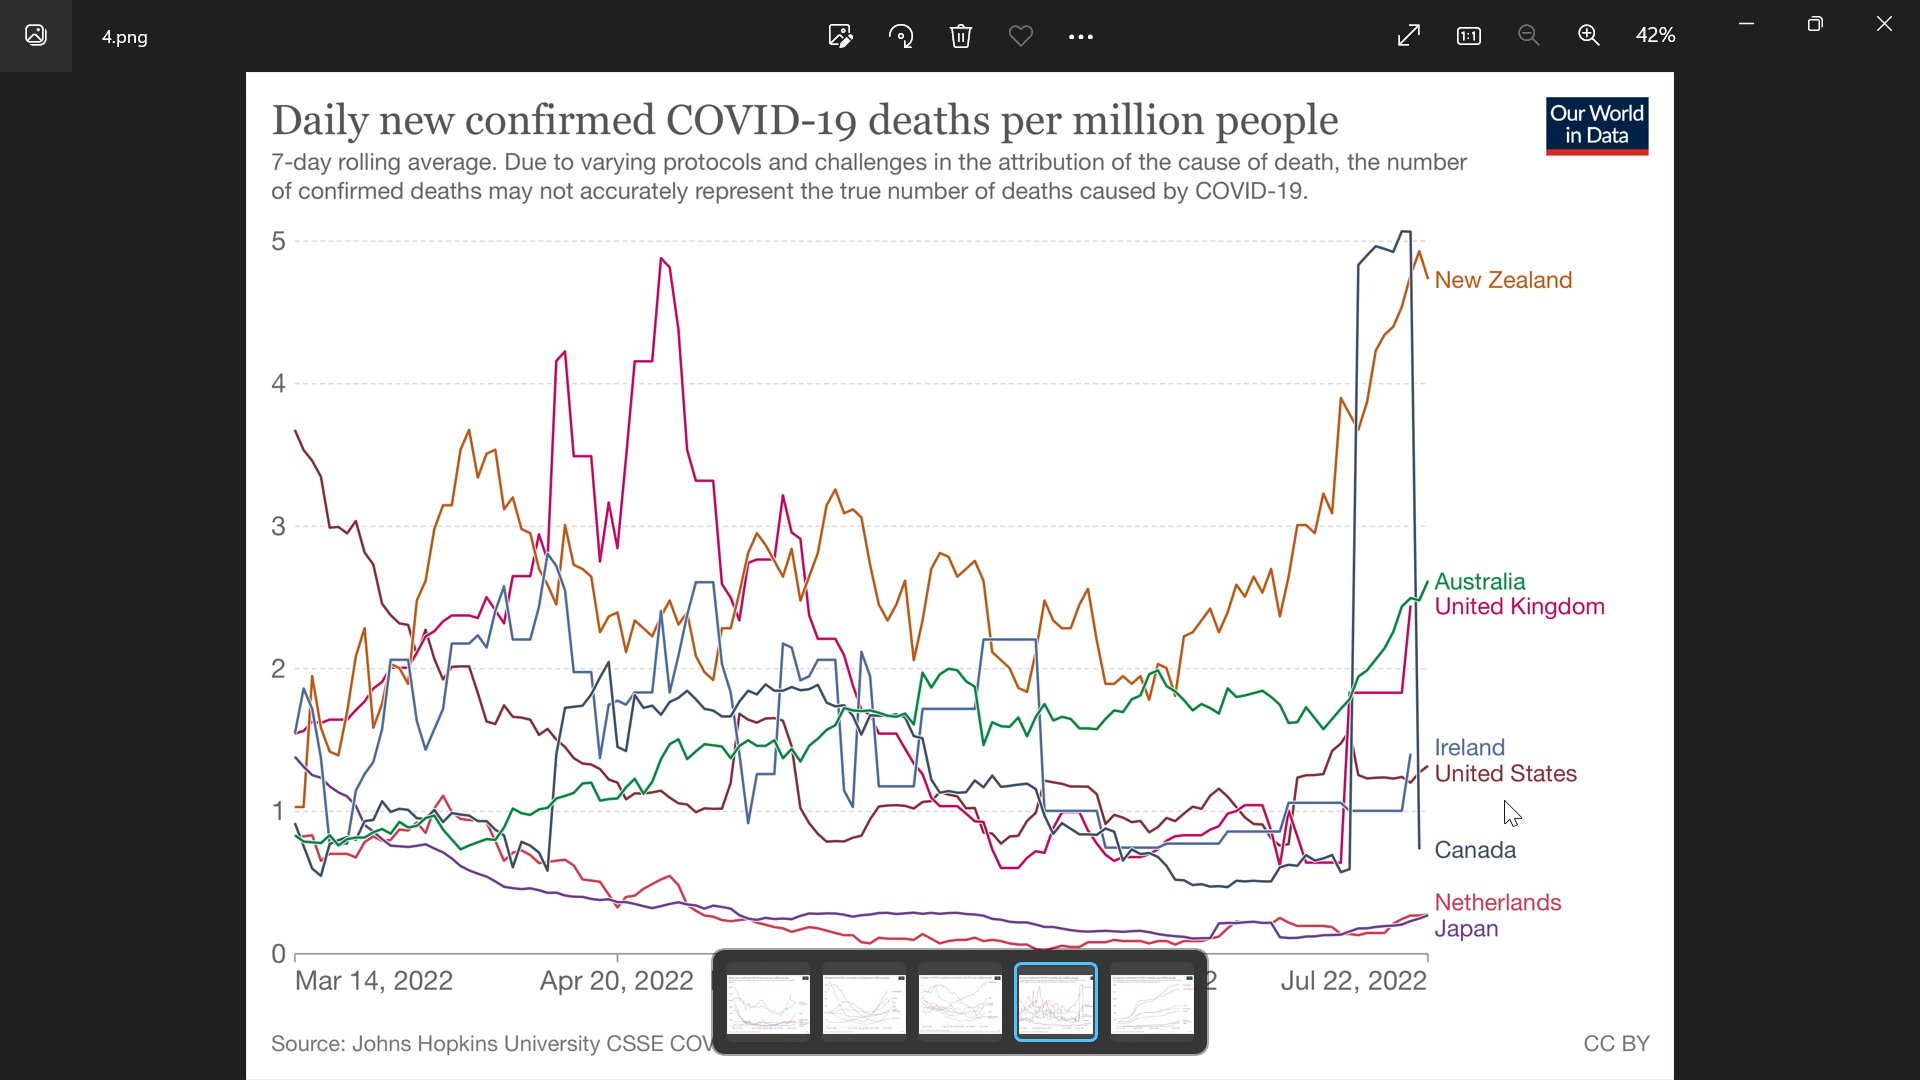 4.png
42%
Daily new confirmed COVID-19 deaths per million people
Our World
in Data
7-day rolling average. Due to varying protocols and challenges in the attribution of the cause of death, the number
of confirmed deaths may not accurately represent the true number of deaths caused by COVID-19.
5
4
3
2
1
0
New Zealand
Australia
United Kingdom
Ireland
United States
Canada
Netherlands
Japan
Mar 14, 2022
Apr 20, 2022
2
Jul 22, 2022
Source: Johns Hopkins University CSSE COV
CC BY